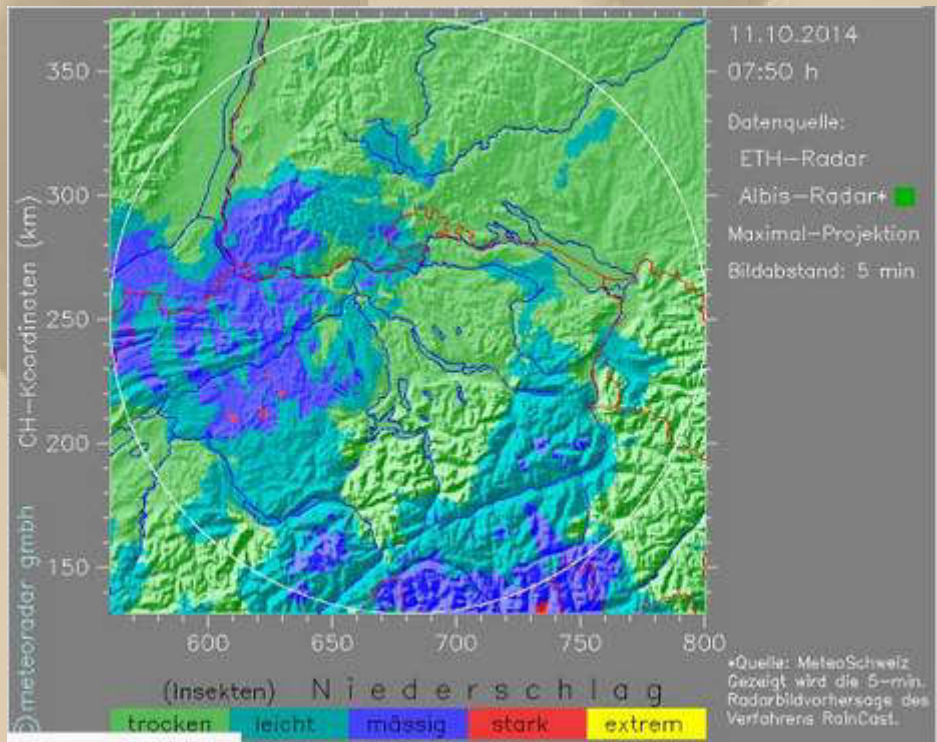 11.10.2014
07:50 h
Datenquelle:
ETH-Radar
Albis-Radar*
Maximal-Projektion
Bildabstand: 5 min
350
300
250
200
150
CH-Koordinaten (km)
©meteoradar gmbh
600 650 700 750 800
*Quelle: MeteoSchweiz
Gezeigt wird die 5-min.
Radarbildvorhersage des
Verfahrens RainCast.
(Insekten) Niederschlag
trocken leicht mässig stark extrem